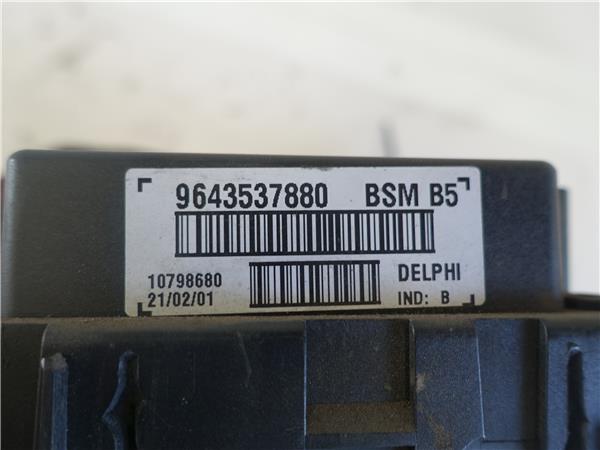 9643537880 BSM B5
10798680 DELPHI
21/02/01 IND: B